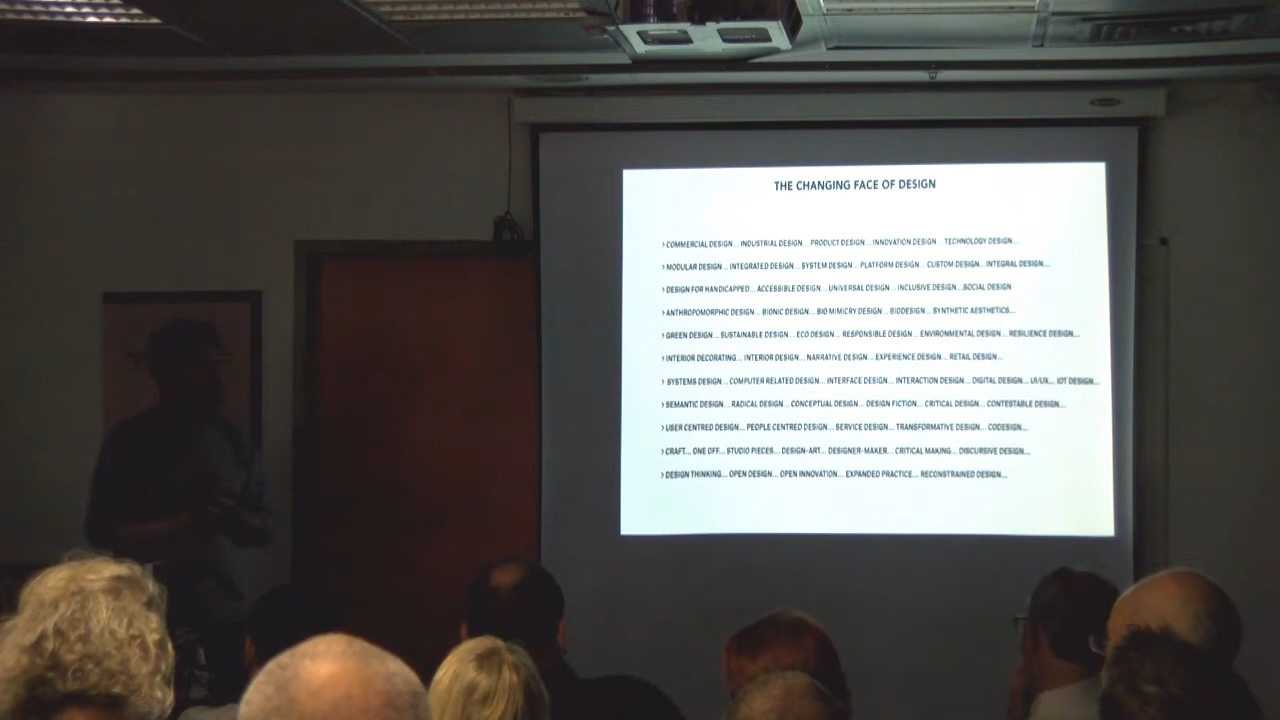 THE CHANGING FACE OF DESIGN
› COMMERCIAL DESIGN... INDUSTRIAL DESIGN... PRODUCT DESIGN... INNOVATION DESIGN... TECHNOLOGY DESIGN...
› MODULAR DESIGN... INTEGRATED DESIGN... SYSTEM DESIGN... PLATFORM DESIGN... CUSTOM DESIGN... INTEGRAL DESIGN...
› DESIGN FOR HANDICAPPED... ACCESSIBLE DESIGN... UNIVERSAL DESIGN... INCLUSIVE DESIGN...SOCIAL DESIGN
› ANTHROPOMORPHIC DESIGN... BIONIC DESIGN... BIO MIMICRY DESIGN... BIODESIGN... SYNTHETIC AESTHETICS...
› GREEN DESIGN... SUSTAINABLE DESIGN... ECO DESIGN... RESPONSIBLE DESIGN... ENVIRONMENTAL DESIGN... RESILIENCE DESIGN...
› INTERIOR DECORATING... INTERIOR DESIGN... NARRATIVE DESIGN... EXPERIENCE DESIGN... RETAIL DESIGN...
› SYSTEMS DESIGN... COMPUTER RELATED DESIGN... INTERFACE DESIGN... INTERACTION DESIGN... DIGITAL DESIGN... UI/UX... IOT DESIGN...
› SEMANTIC DESIGN... RADICAL DESIGN... CONCEPTUAL DESIGN... DESIGN FICTION... CRITICAL DESIGN... CONTESTABLE DESIGN...
› USER CENTRED DESIGN... PEOPLE CENTRED DESIGN... SERVICE DESIGN... TRANSFORMATIVE DESIGN... CODESIGN...
› CRAFT... ONE OFF... STUDIO PIECES... DESIGN-ART... DESIGNER-MAKER... CRITICAL MAKING... DISCURSIVE DESIGN...
› DESIGN THINKING... OPEN DESIGN... OPEN INNOVATION... EXPANDED PRACTICE... RECONSTRAINED DESIGN...